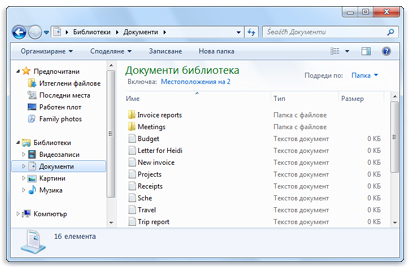 Библиотеки ▸ Документи ▸
Search Документи
Организиране Споделяне Записване Нова папка
Предпочитани
Изтеглени файлове
Последни места
Работен плот
Family photos
Библиотеки
Видеозаписи
Документи
Картини
Музика
Компютър
Документи библиотека
Включва: Местоположения на 2
Подреди по: Папка
Име Тип Размер
Invoice reports Папка с файлове
Meetings Папка с файлове
Budget Текстов документ 0 КБ
Letter for Heidi Текстов документ 0 КБ
New invoice Текстов документ 0 КБ
Projects Текстов документ 0 КБ
Receipts Текстов документ 0 КБ
Sche Текстов документ 0 КБ
Travel Текстов документ 0 КБ
Trip report Текстов документ 0 КБ
16 елемента